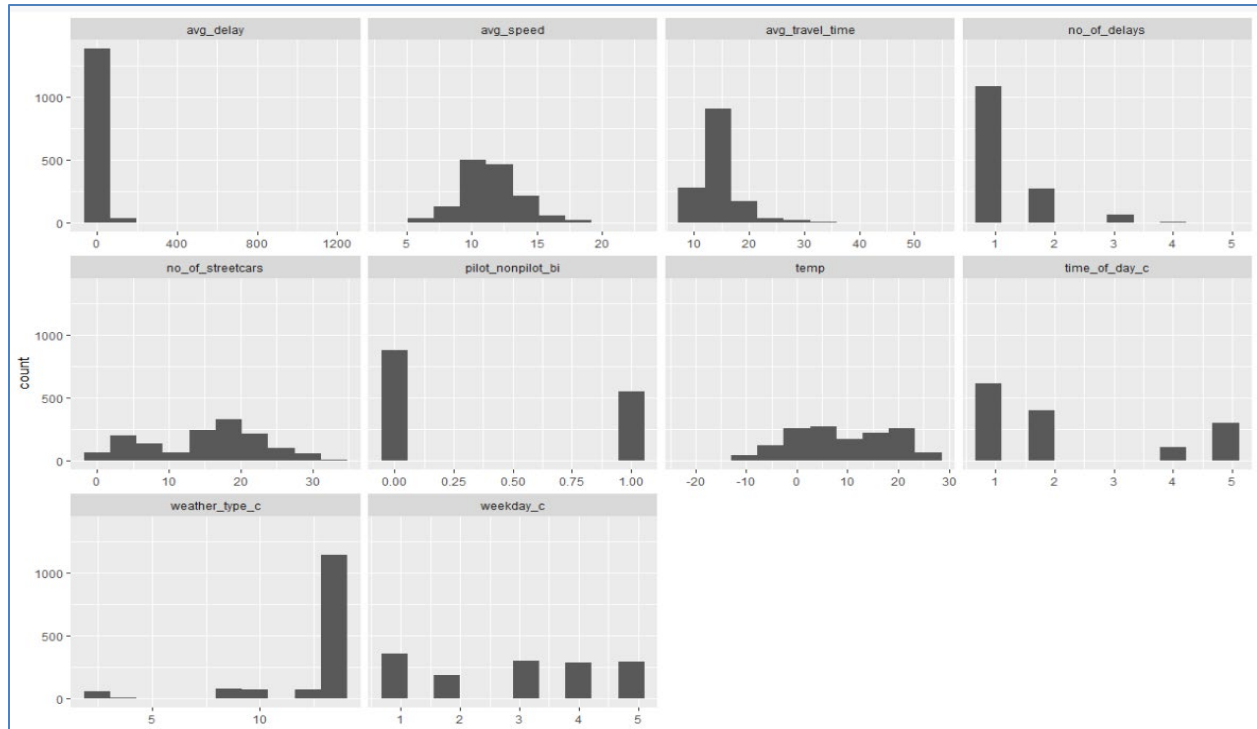 avg_delay avg_speed avg_travel_time no_of_delays
1000
500
0
0 400 800 1200 5 10 15 20 10 20 30 40 50 1 2 3 4 5
no_of_streetcars pilot_nonpilot_bi temp time_of_day_c
count
1000
500
0
0 10 20 30 0.00 0.25 0.50 0.75 1.00 -20 -10 0 10 20 30 1 2 3 4 5
weather_type_c weekday_c
1000
500
0
5 10 1 2 3 4 5